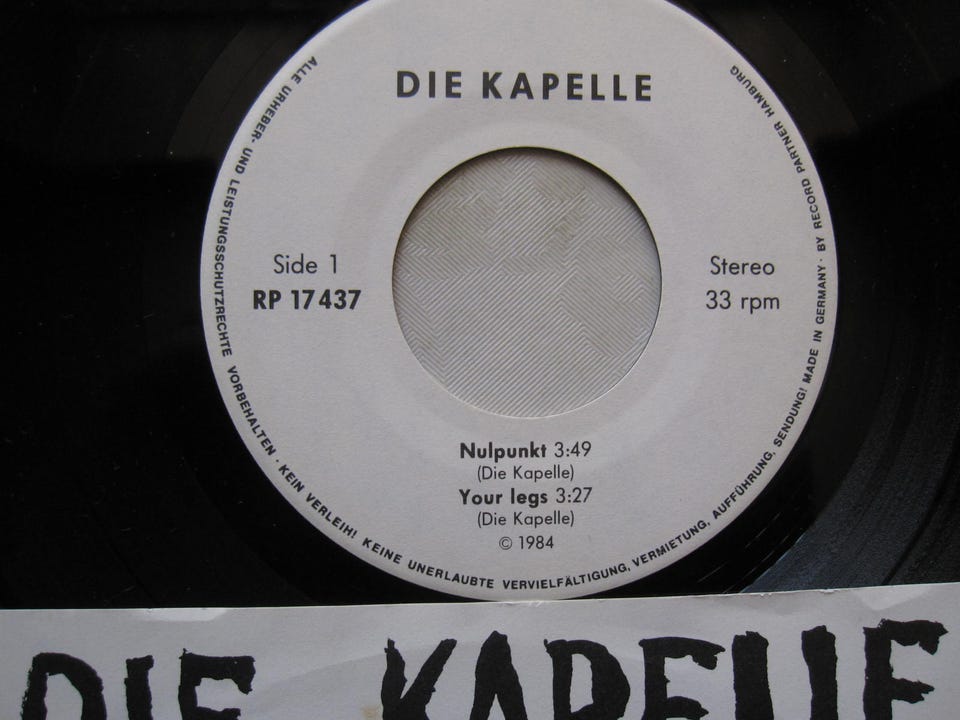 DIE KAPELLE
Side 1
RP 17 437
Stereo
33 rpm
Nulpunkt 3:49
(Die Kapelle)
Your legs 3:27
(Die Kapelle)
© 1984
ALLE URHEBER- UND LEISTUNGSSCHUTZRECHTE VORBEHALTEN · KEIN VERLEIH! KEINE UNERLAUBTE VERVIELFÄLTIGUNG, VERMIETUNG, AUFFÜHRUNG, SENDUNG! MADE IN GERMANY · BY RECORD PARTNER HAMBURG
DIE KAPELLE